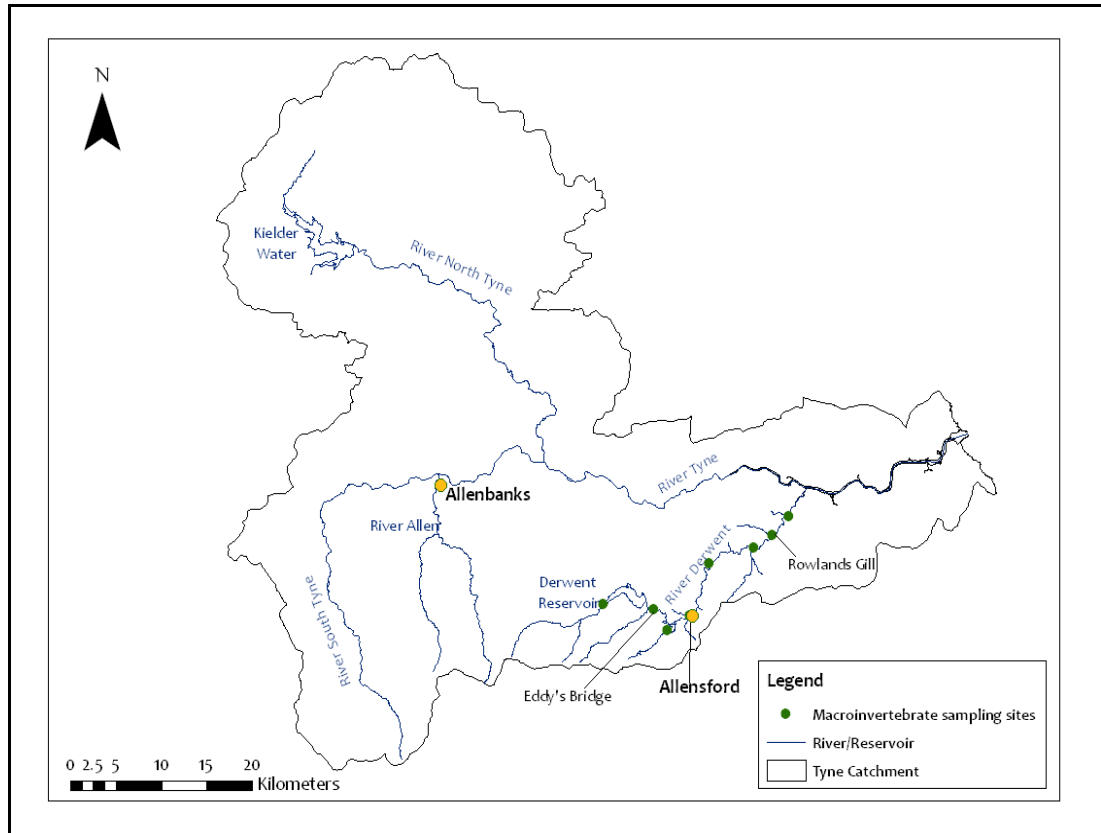 N
Kielder
Water
River North Tyne
River Tyne
Allenbanks
River Allen
River South Tyne
Derwent
Reservoir
River Derwent
Rowlands Gill
Eddy's Bridge
Allensford
Legend
Macroinvertebrate sampling sites
River/Reservoir
Tyne Catchment
0 2.5 5 10 15 20
Kilometers